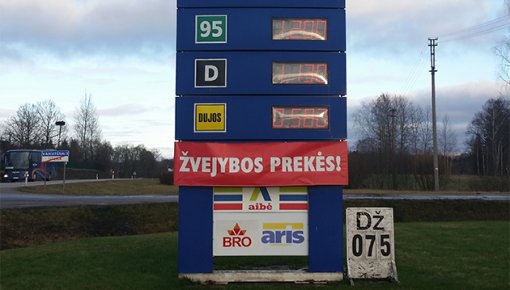 95
D
DUJOS
ŽVEJYBOS PREKĖS!
aibė
BRO
aris
DŽ
075